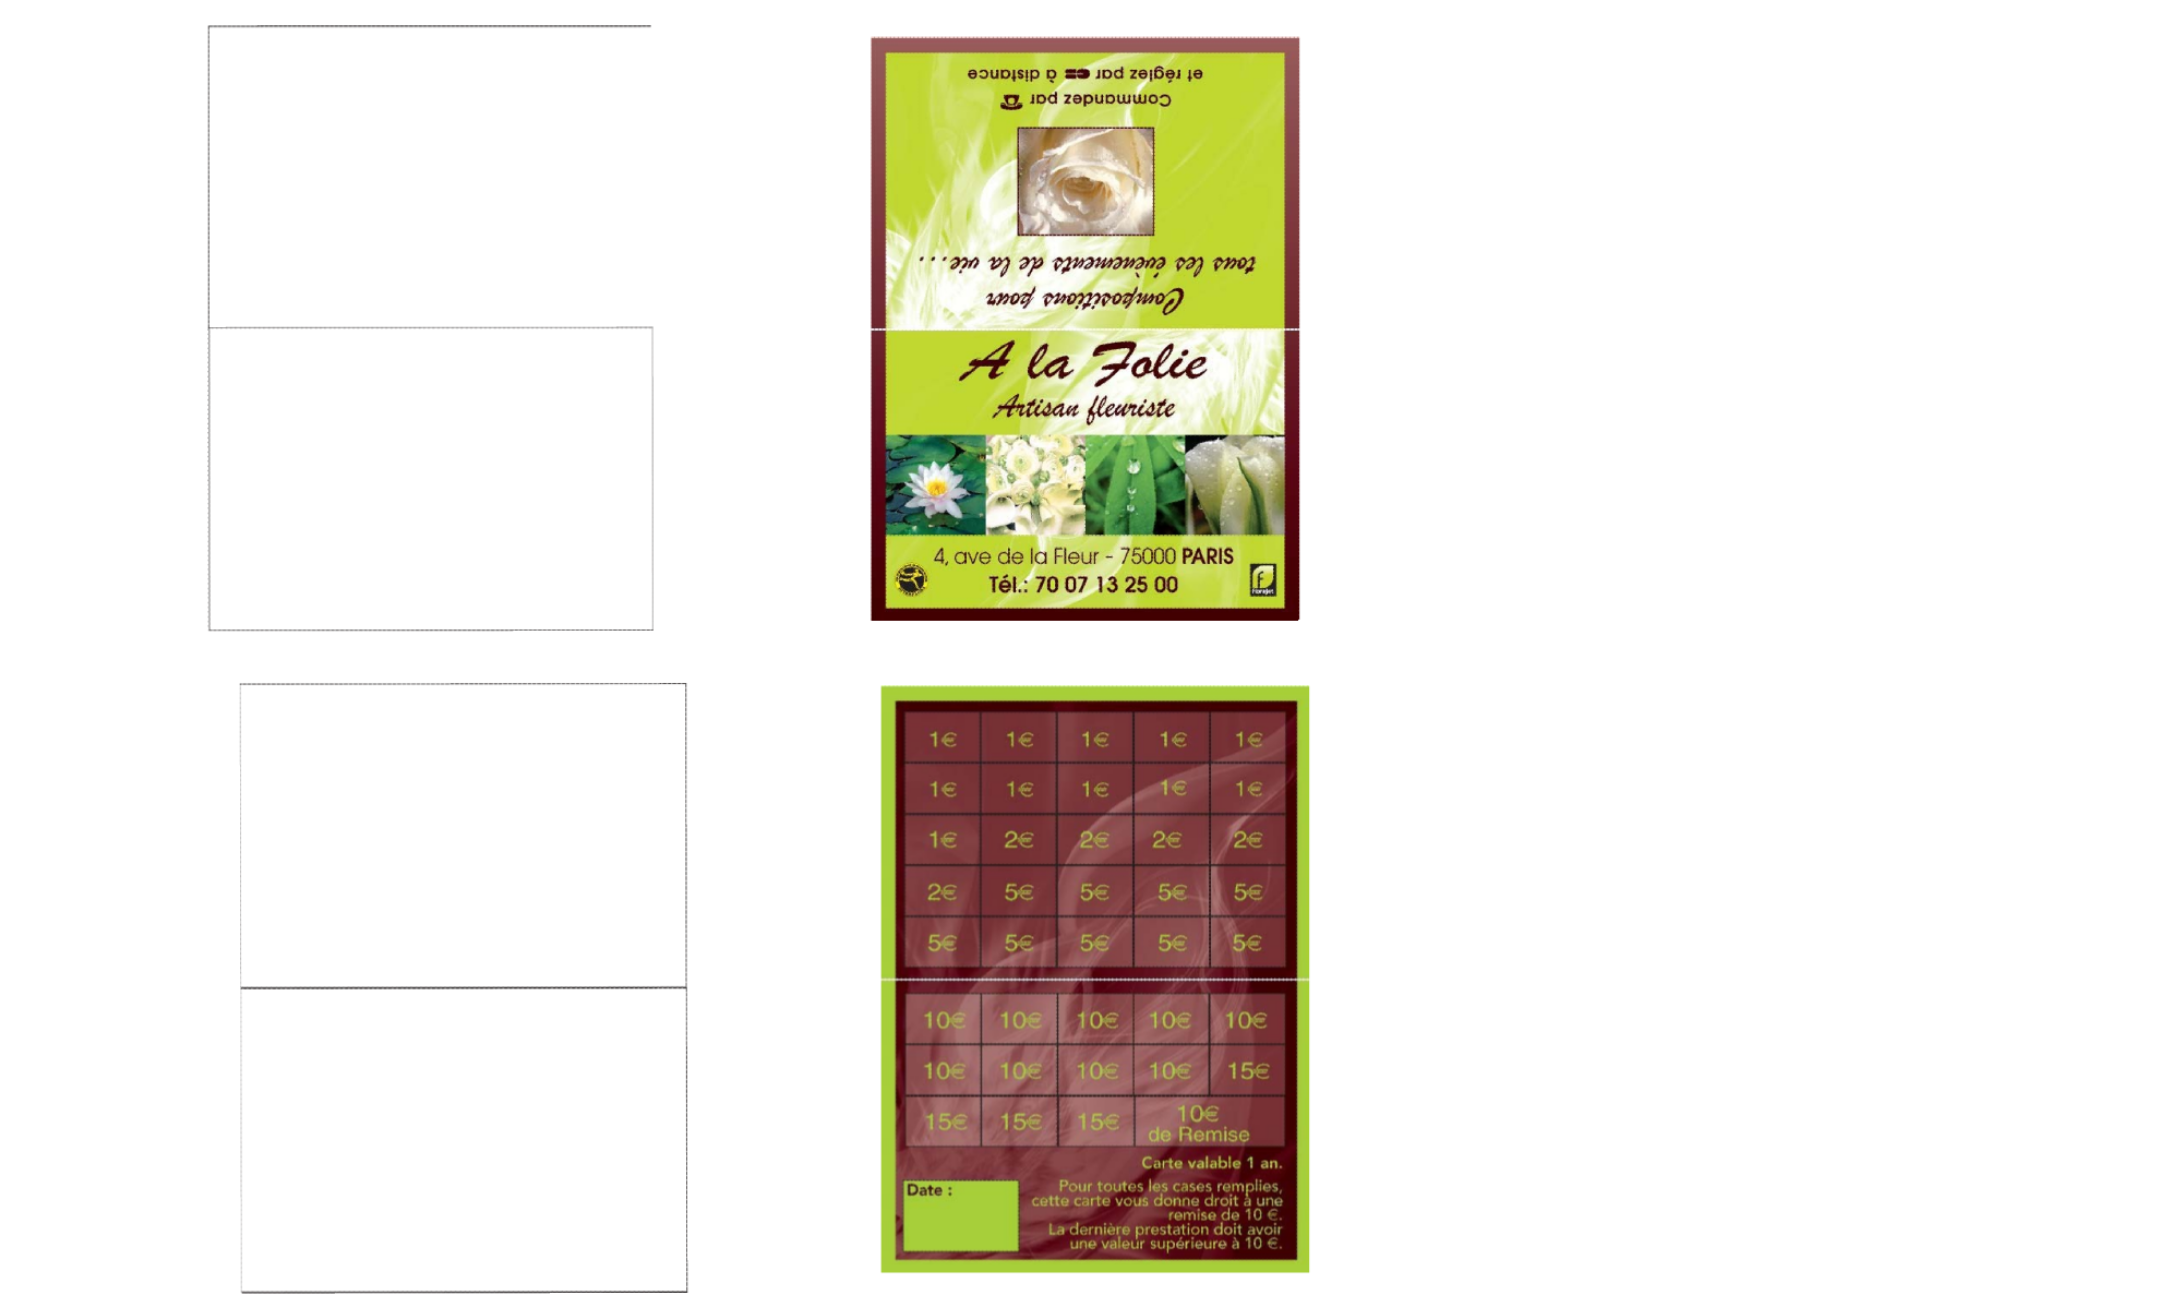 et réglez par à distance
Commandez par
tous les évènements de la vie...
Compositions pour
A la Folie
Artisan fleuriste
4, ave de la Fleur - 75000 PARIS
Tél.: 70 07 13 25 00
1€ 1€ 1€ 1€ 1€
1€ 1€ 1€ 1€ 1€
1€ 2€ 2€ 2€ 2€
2€ 5€ 5€ 5€ 5€
5€ 5€ 5€ 5€ 5€
10€ 10€ 10€ 10€ 10€
10€ 10€ 10€ 10€ 15€
15€ 15€ 15€ 10€
de Remise
Carte valable 1 an.
Date :
Pour toutes les cases remplies,
cette carte vous donne droit à une
remise de 10 €.
La dernière prestation doit avoir
une valeur supérieure à 10 €.